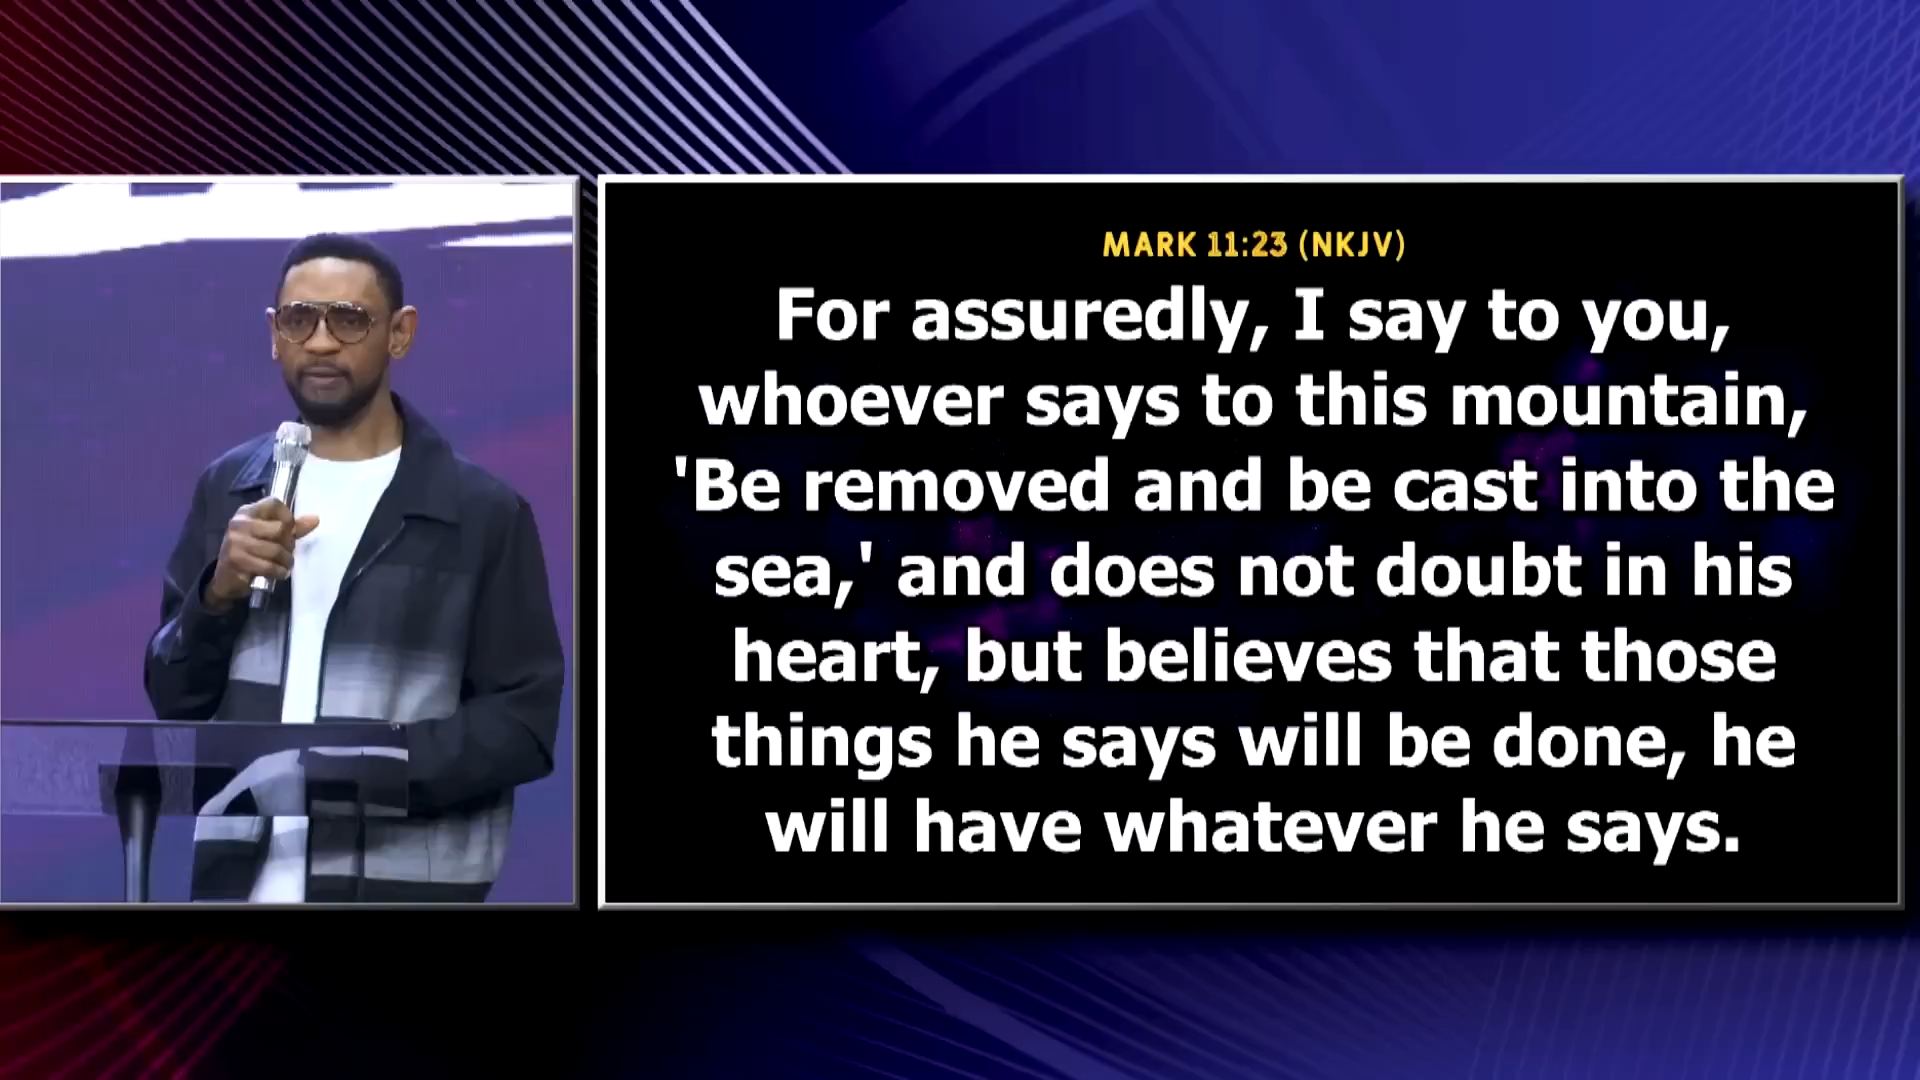 MARK 11:23 (NKJV)
For assuredly, I say to you,
whoever says to this mountain,
'Be removed and be cast into the
sea,' and does not doubt in his
heart, but believes that those
things he says will be done, he
will have whatever he says.